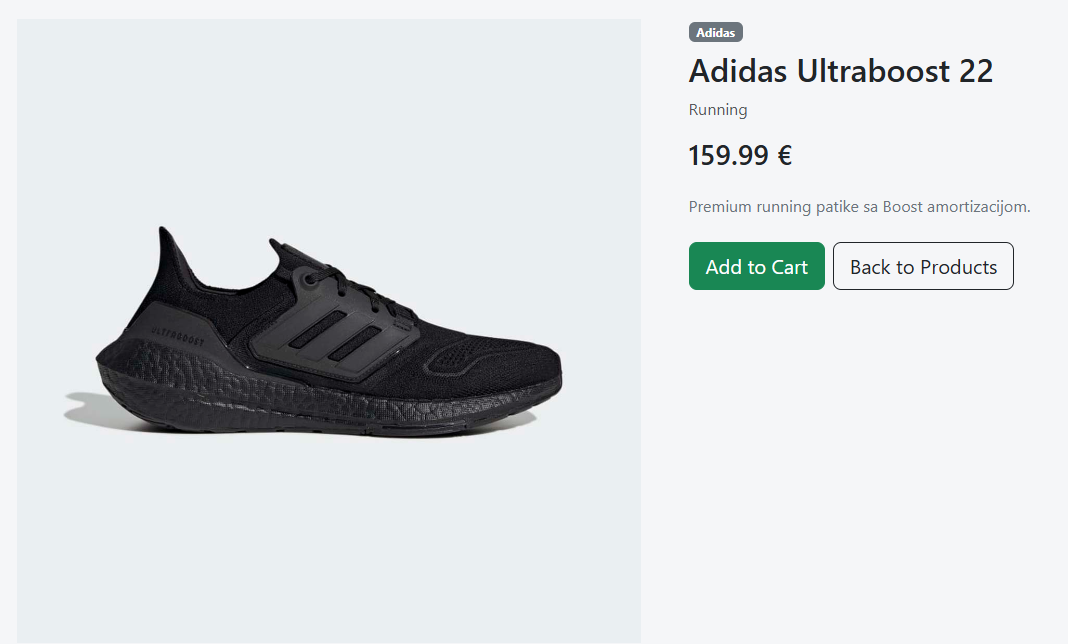 Adidas
Adidas Ultraboost 22
Running
159.99 €
Premium running patike sa Boost amortizacijom.
Add to Cart
Back to Products
ULTRABOOST